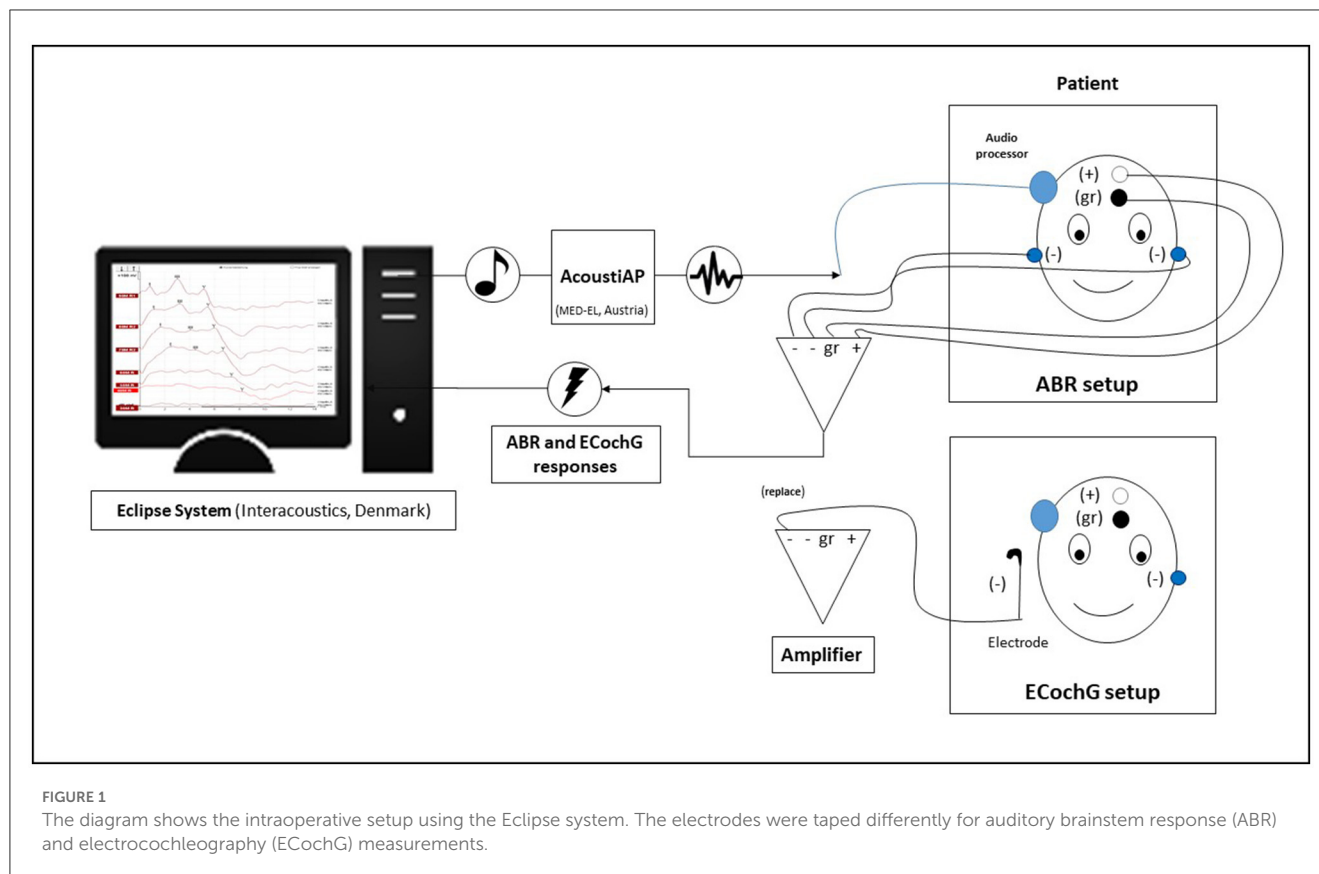 Patient
Audio
processor
(+)
(gr)
(-)
(-)
AcoustiAP
(MED-EL, Austria)
- - gr +
ABR setup
ABR and ECochG
responses
Eclipse System (Interacoustics, Denmark)
(replace)
- - gr +
Amplifier
(+)
(gr)
(-)
(-)
Electrode
ECochG setup
FIGURE 1
The diagram shows the intraoperative setup using the Eclipse system. The electrodes were taped differently for auditory brainstem response (ABR)
and electrocochleography (ECochG) measurements.